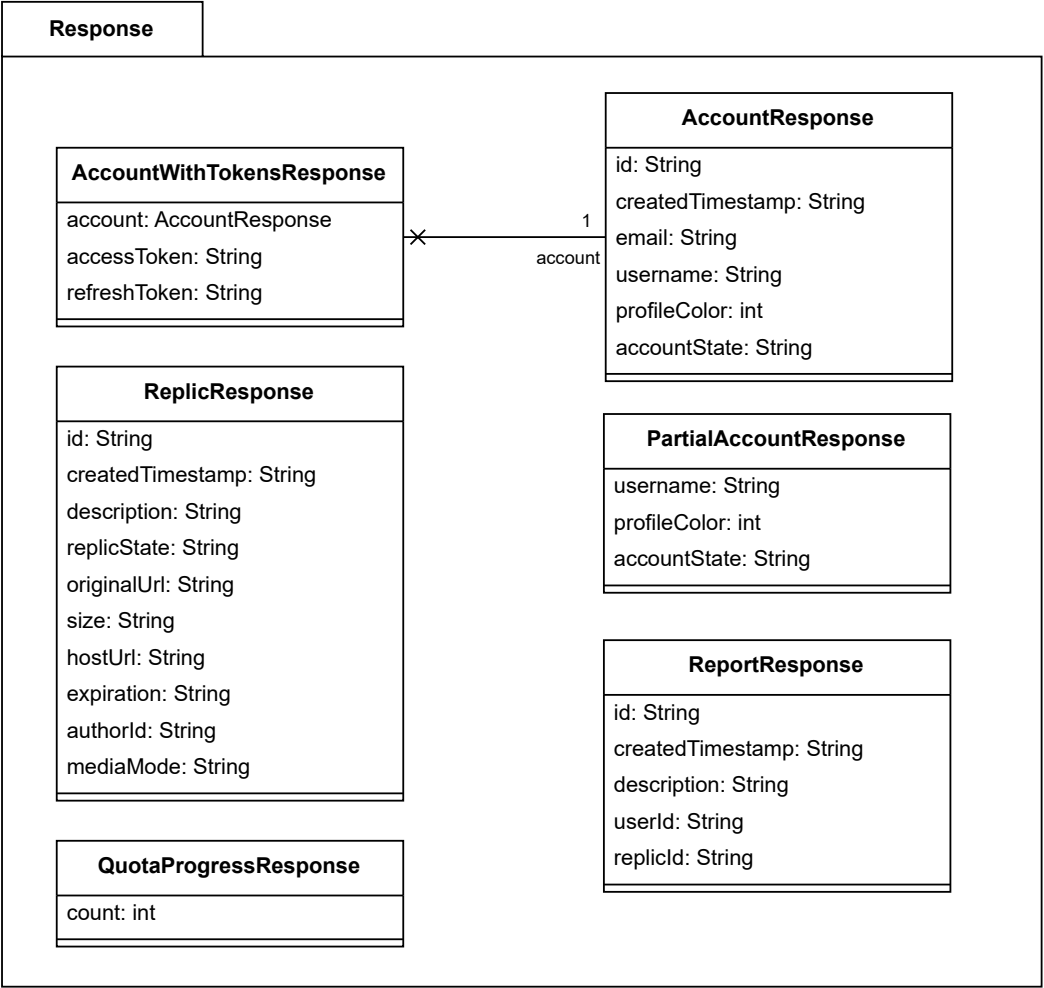 Response
AccountWithTokensResponse
account: AccountResponse
accessToken: String
refreshToken: String
1
account
AccountResponse
id: String
createdTimestamp: String
email: String
username: String
profileColor: int
accountState: String
ReplicResponse
id: String
createdTimestamp: String
description: String
replicState: String
originalUrl: String
size: String
hostUrl: String
expiration: String
authorId: String
mediaMode: String
PartialAccountResponse
username: String
profileColor: int
accountState: String
ReportResponse
id: String
createdTimestamp: String
description: String
userId: String
replicId: String
QuotaProgressResponse
count: int